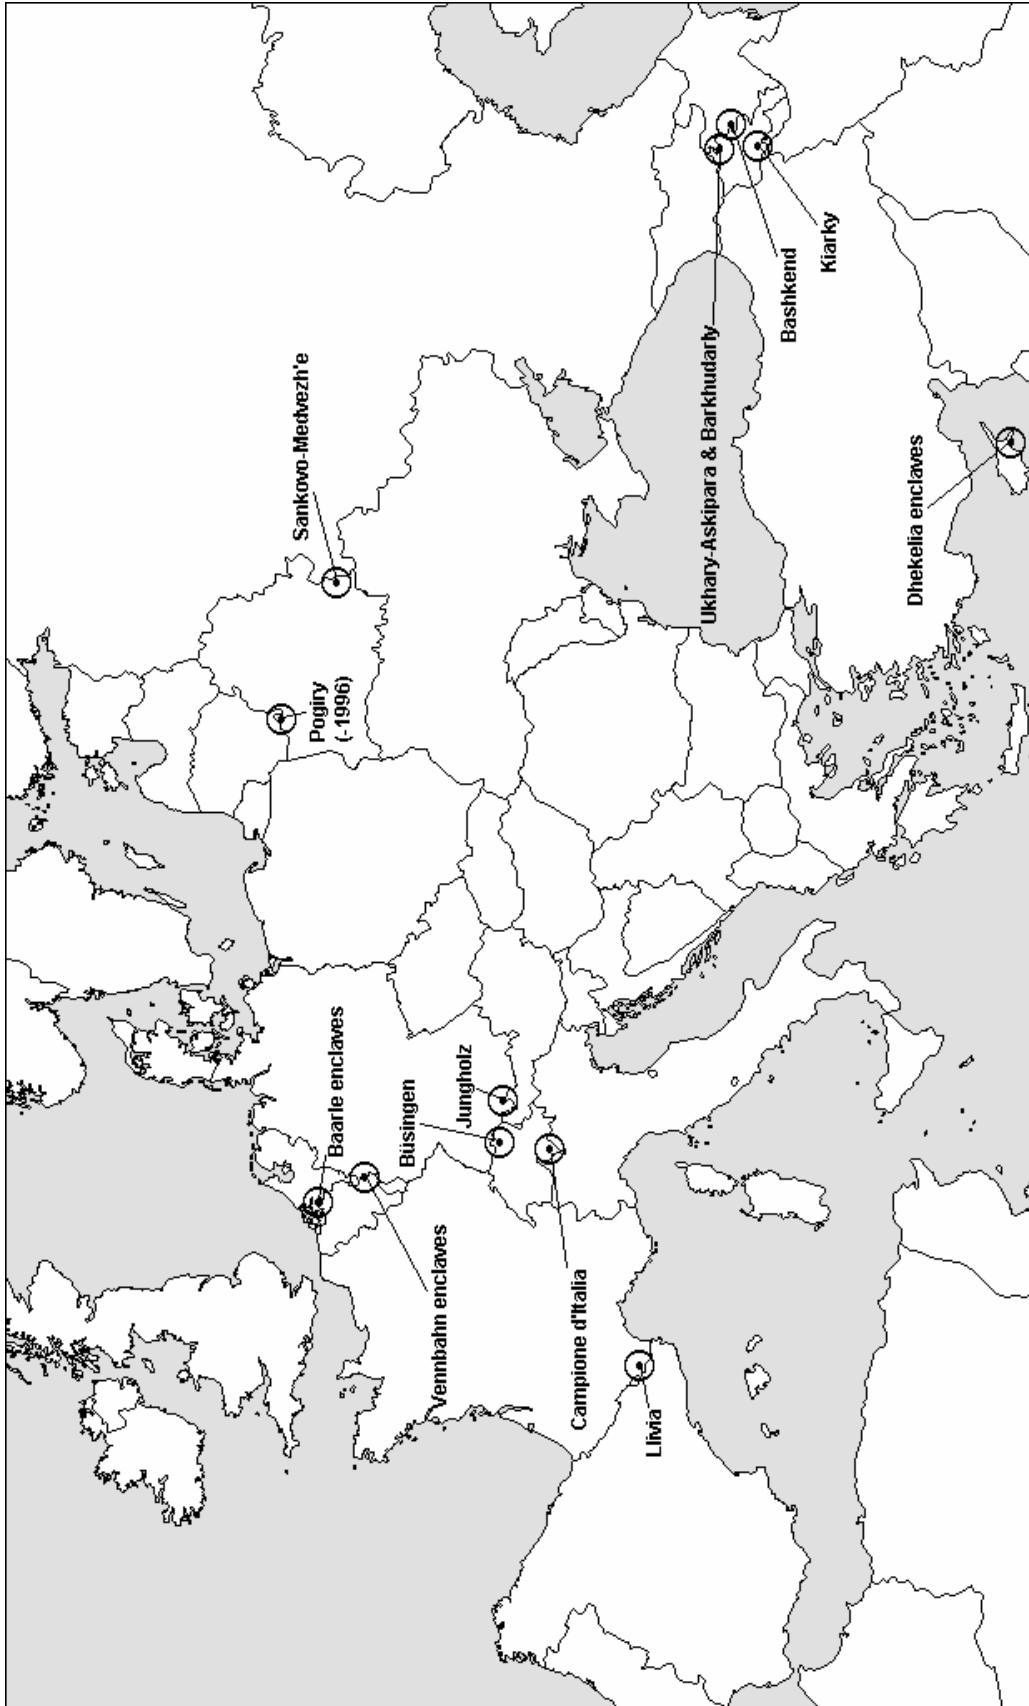 Sankovo-Medvezh'e
Pogiry
(-1996)
Baarle enclaves
Büsingen
Jungholz
Vennbahn enclaves
Campione d'Italia
Llivia
Ukhary-Askipara & Barkhudarly
Bashkend
Kiarky
Dhekelia enclaves